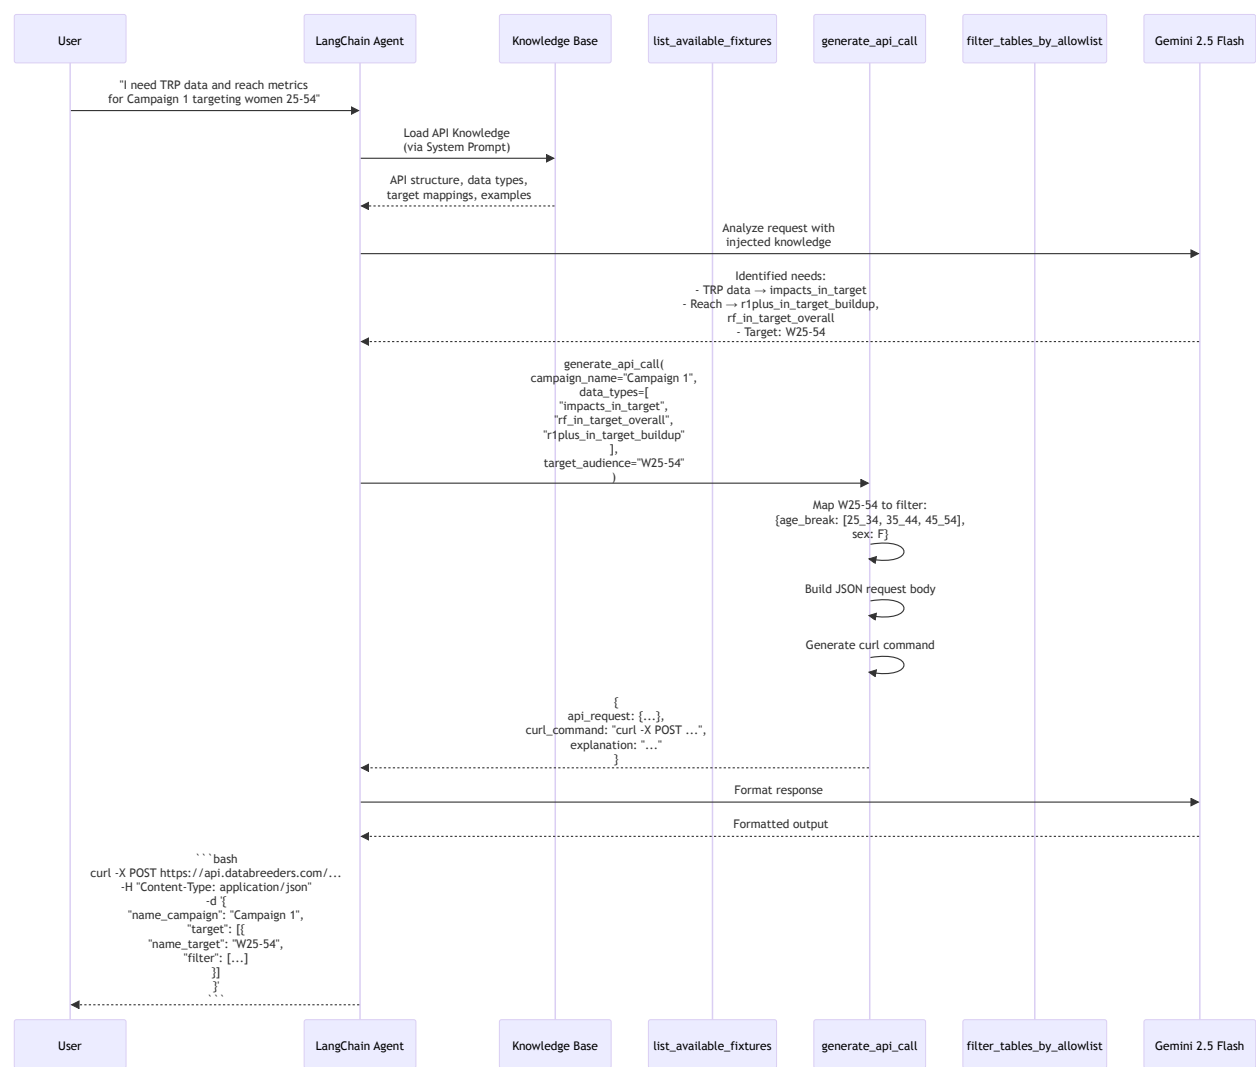 User
LangChain Agent
Knowledge Base
list_available_fixtures
generate_api_call
filter_tables_by_allowlist
Gemini 2.5 Flash
"I need TRP data and reach metrics
for Campaign 1 targeting women 25-54"
Load API Knowledge
(via System Prompt)
API structure, data types,
target mappings, examples
Analyze request with
injected knowledge
Identified needs:
- TRP data → impacts_in_target
- Reach → r1plus_in_target_buildup,
rf_in_target_overall
- Target: W25-54
generate_api_call(
campaign_name="Campaign 1",
data_types=[
"impacts_in_target",
"rf_in_target_overall",
"r1plus_in_target_buildup"
],
target_audience="W25-54"
)
Map W25-54 to filter:
{age_break: [25_34, 35_44, 45_54],
sex: F}
Build JSON request body
Generate curl command
{
api_request: {...},
curl_command: "curl -X POST ...",
explanation: "..."
}
Format response
Formatted output
```bash
curl -X POST https://api.databreeders.com/...
-H "Content-Type: application/json"
-d '{
"name_campaign": "Campaign 1",
"target": [{
"name_target": "W25-54",
"filter": [...]
}]
}'
```
User
LangChain Agent
Knowledge Base
list_available_fixtures
generate_api_call
filter_tables_by_allowlist
Gemini 2.5 Flash